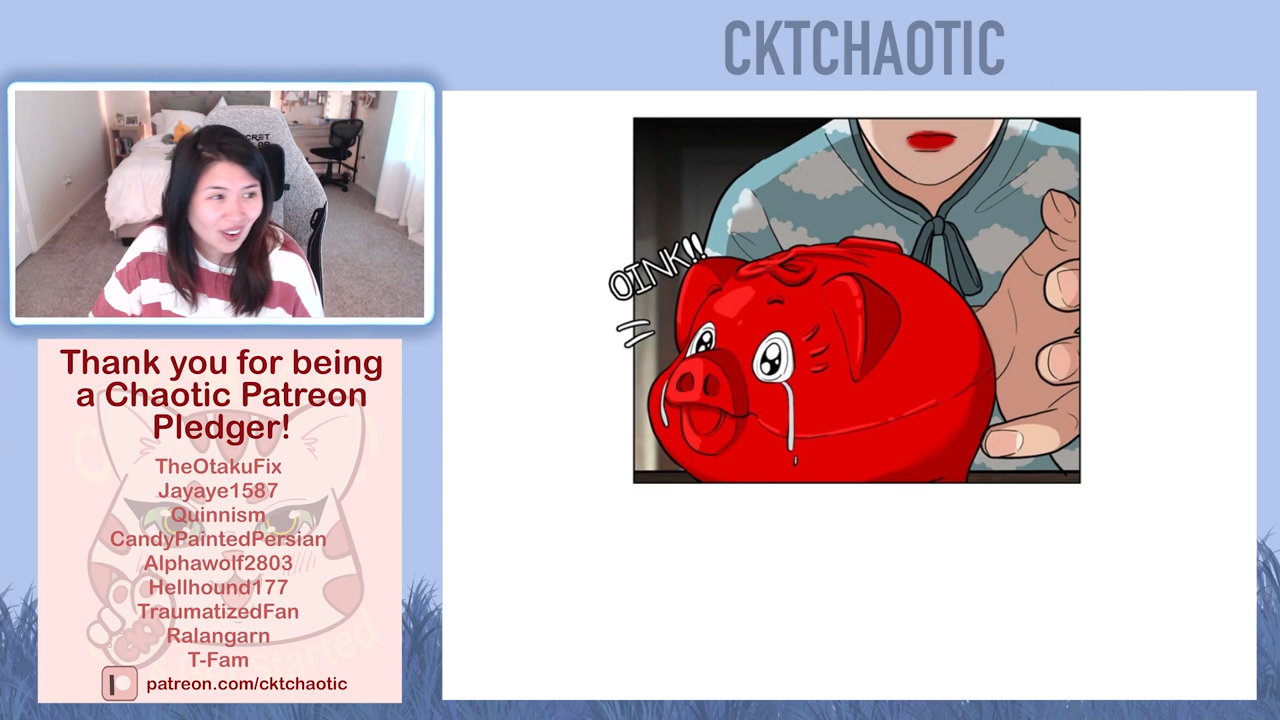 CKTCHAOTIC
OINK!!
Thank you for being
a Chaotic Patreon
Pledger!
TheOtakuFix
Jayaye1587
Quinnism
CandyPaintedPersian
Alphawolf2803
Hellhound177
TraumatizedFan
Ralangarn
T-Fam
patreon.com/cktchaotic